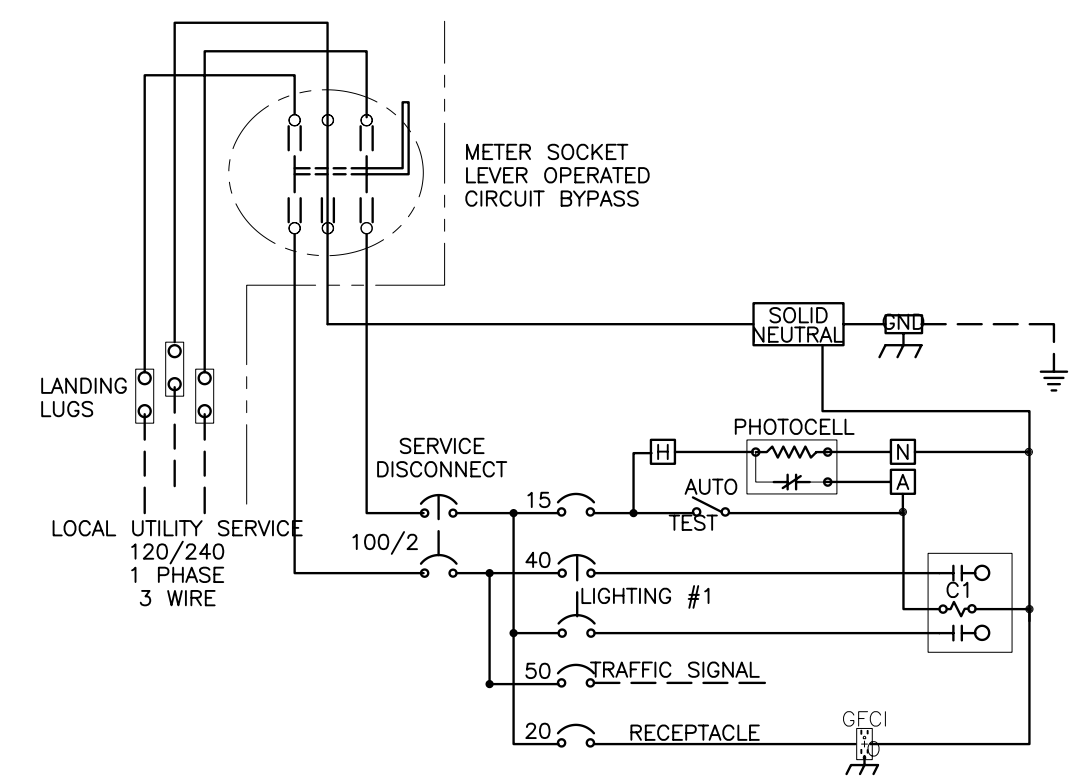 METER SOCKET
LEVER OPERATED
CIRCUIT BYPASS
SOLID
NEUTRAL
GND
LANDING
LUGS
PHOTOCELL
SERVICE
DISCONNECT
H
N
A
AUTO
TEST
15
LOCAL UTILITY SERVICE
120/240
1 PHASE
3 WIRE
100/2
40
LIGHTING #1
C1
50
TRAFFIC SIGNAL
GFCI
20
RECEPTACLE